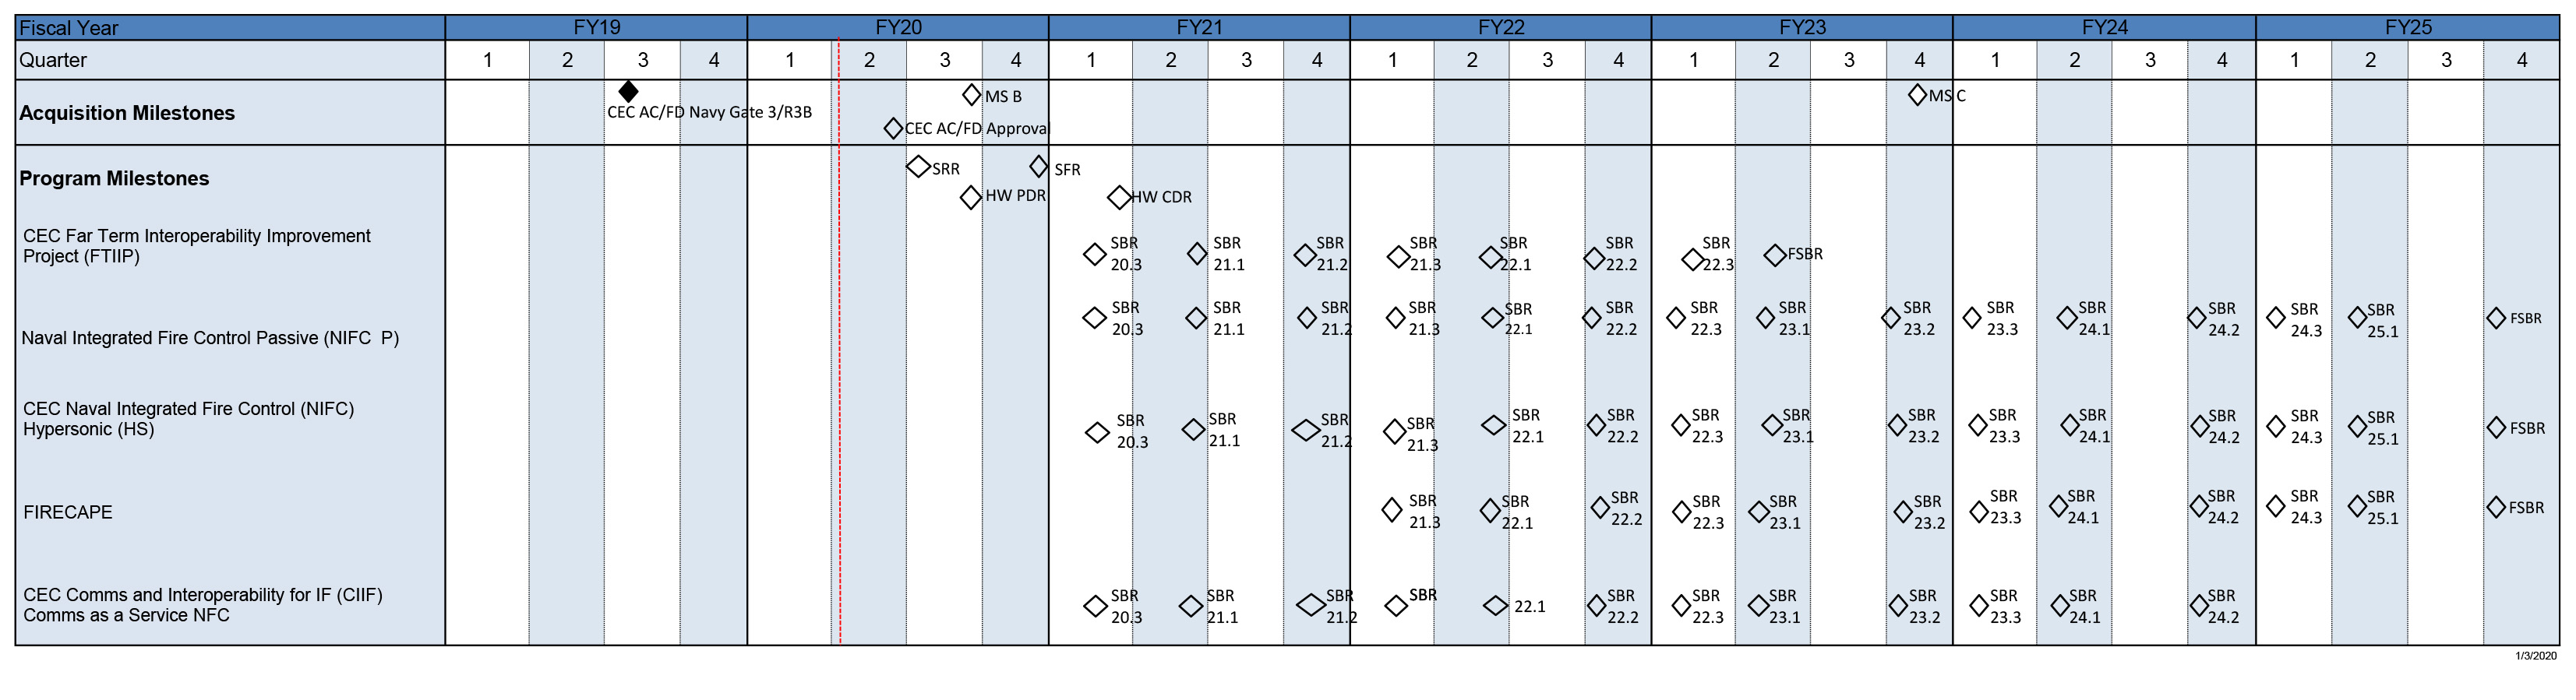 Fiscal Year FY19 FY20 FY21 FY22 FY23 FY24 FY25
Quarter 1 2 3 4 1 2 3 4 1 2 3 4 1 2 3 4 1 2 3 4 1 2 3 4 1 2 3 4
Acquisition Milestones
CEC AC/FD Navy Gate 3/R3B
MS B
CEC AC/FD Approval
MS C
Program Milestones
SRR
SFR
HW PDR
HW CDR
CEC Far Term Interoperability Improvement
Project (FTIIP)
SBR SBR SBR SBR SBR SBR SBR FSBR
20.3 21.1 21.2 21.3 22.1 22.2 22.3
Naval Integrated Fire Control Passive (NIFC P)
SBR SBR SBR SBR SBR SBR SBR SBR SBR SBR SBR SBR SBR SBR FSBR
20.3 21.1 21.2 21.3 22.1 22.2 22.3 23.1 23.2 23.3 24.1 24.2 24.3 25.1
CEC Naval Integrated Fire Control (NIFC)
Hypersonic (HS)
SBR SBR SBR SBR SBR SBR SBR SBR SBR SBR SBR SBR SBR SBR FSBR
20.3 21.1 21.2 21.3 22.1 22.2 22.3 23.1 23.2 23.3 24.1 24.2 24.3 25.1
FIRECAPE
SBR SBR SBR SBR SBR SBR SBR SBR SBR SBR SBR FSBR
21.3 22.1 22.2 22.3 23.1 23.2 23.3 24.1 24.2 24.3 25.1
CEC Comms and Interoperability for IF (CIIF)
Comms as a Service NFC
SBR SBR SBR SBR SBR SBR SBR SBR SBR SBR SBR
20.3 21.1 21.2 22.1 22.2 22.3 23.1 23.2 23.3 24.1 24.2
1/3/2020